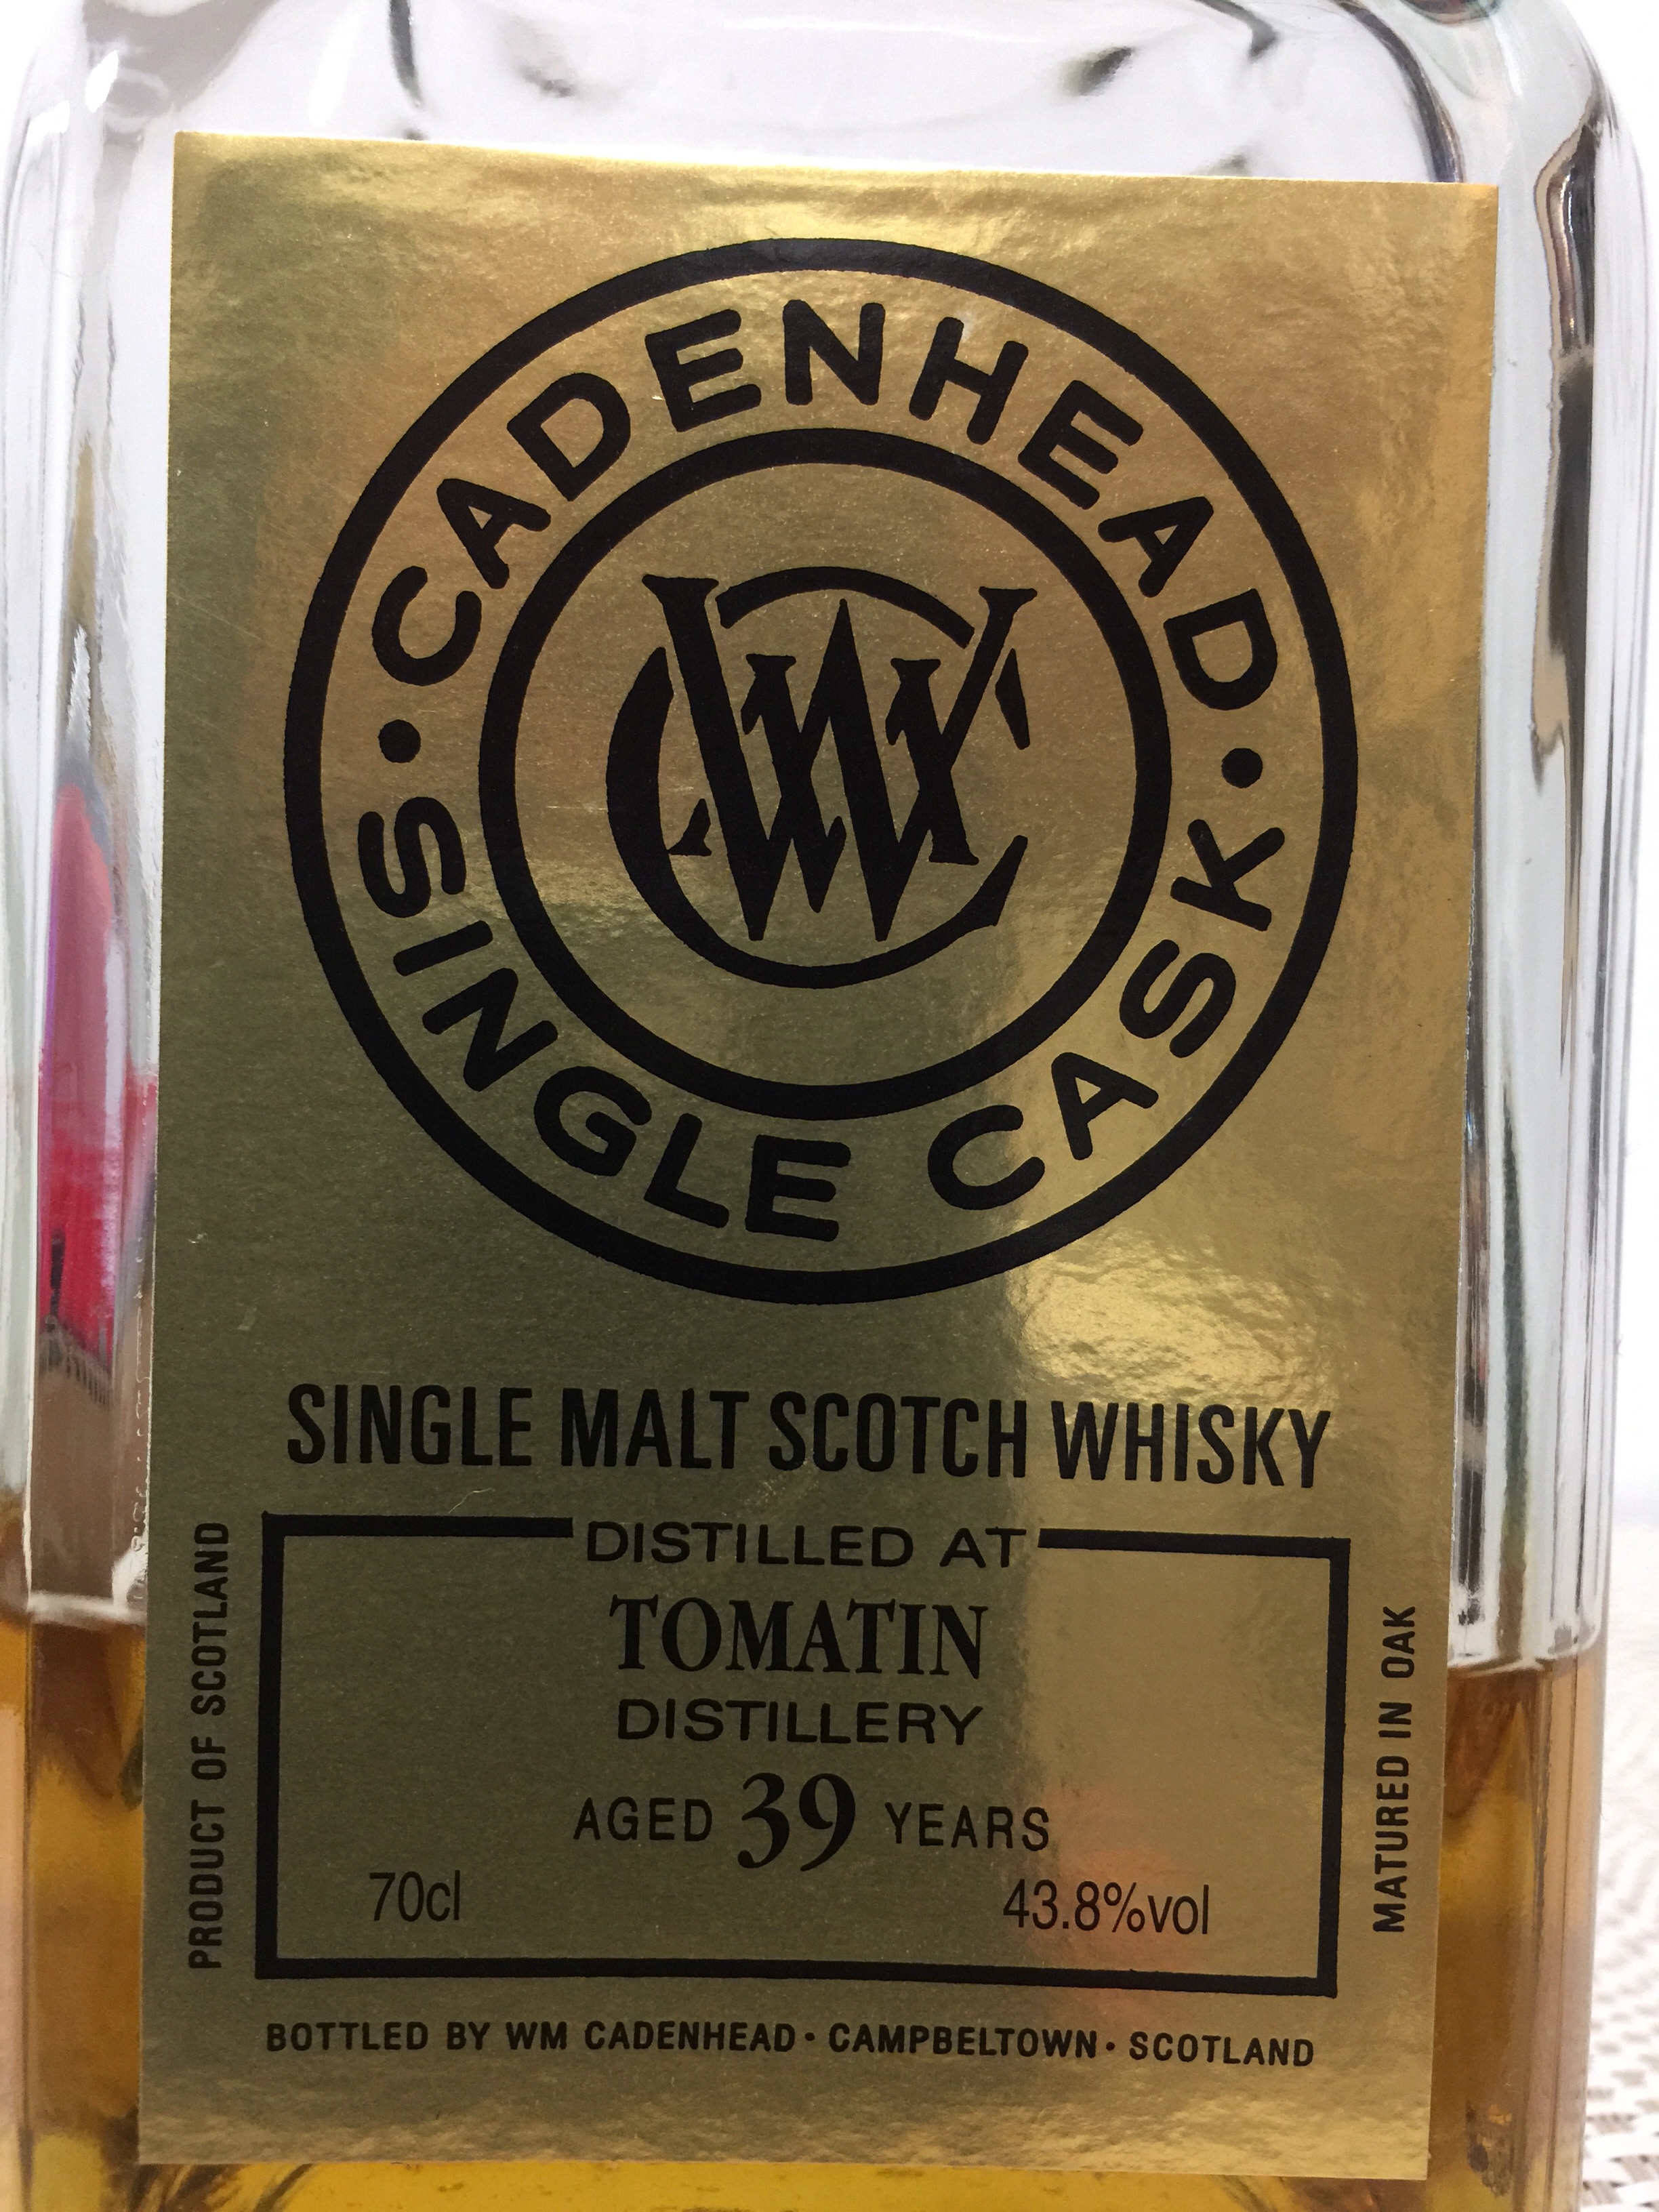 CADENHEAD
WC
· SINGLE CASK ·
SINGLE MALT SCOTCH WHISKY
DISTILLED AT
TOMATIN
DISTILLERY
AGED 39 YEARS
70cl 43.8%vol
PRODUCT OF SCOTLAND
MATURED IN OAK
BOTTLED BY WM CADENHEAD · CAMPBELTOWN · SCOTLAND